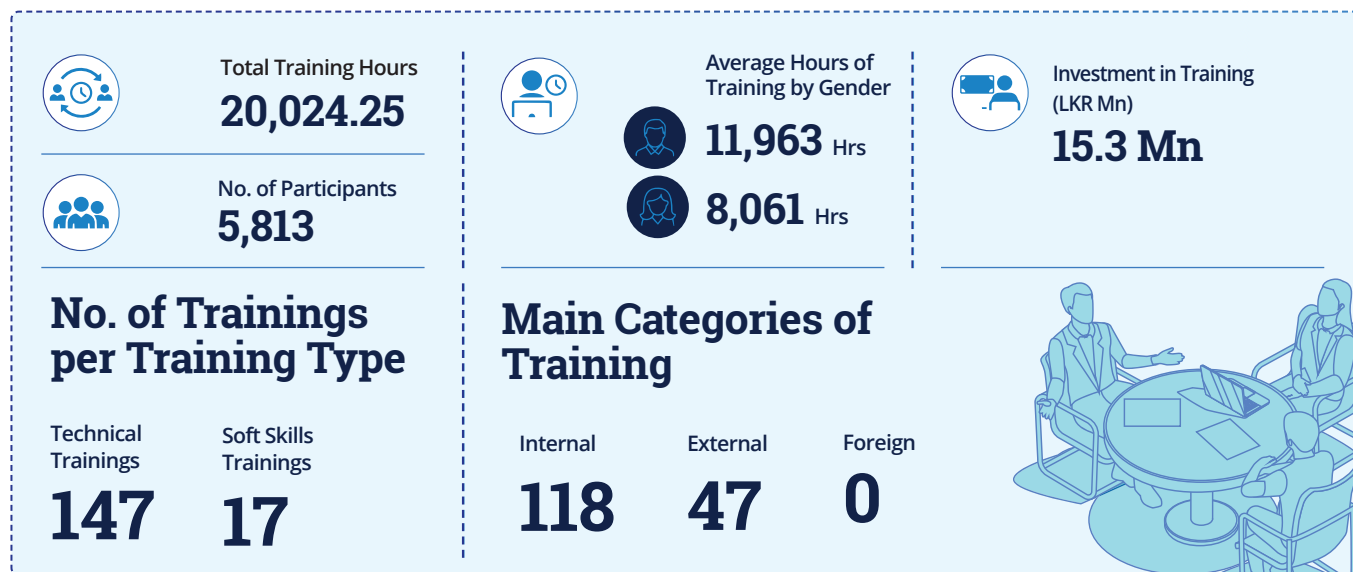 Total Training Hours
20,024.25
No. of Participants
5,813
Average Hours of
Training by Gender
11,963 Hrs
8,061 Hrs
Investment in Training
(LKR Mn)
15.3 Mn
No. of Trainings
per Training Type
Technical
Trainings
147
Soft Skills
Trainings
17
Main Categories of
Training
Internal
118
External
47
Foreign
0